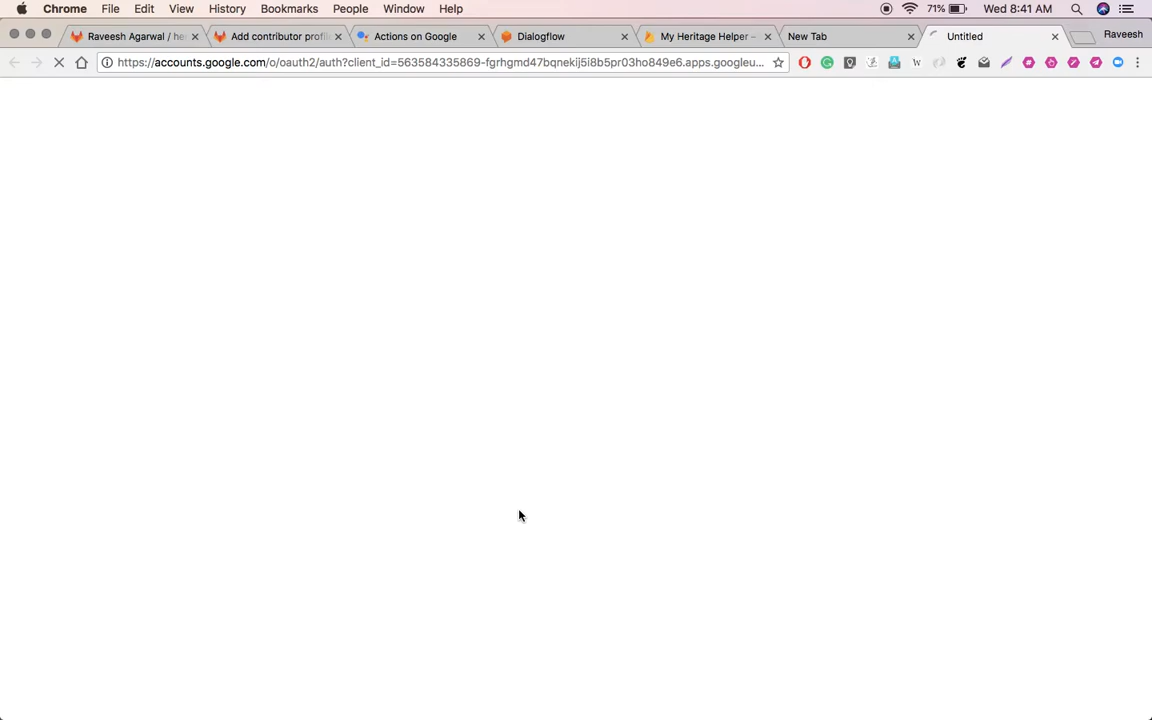 Chrome File Edit View History Bookmarks People Window Help 71% Wed 8:41 AM
Raveesh Agarwal / he Add contributor profil Actions on Google Dialogflow My Heritage Helper – New Tab Untitled Raveesh
https://accounts.google.com/o/oauth2/auth?client_id=563584335869-fgrhgmd47bqnekij5i8b5pr03ho849e6.apps.googleu...